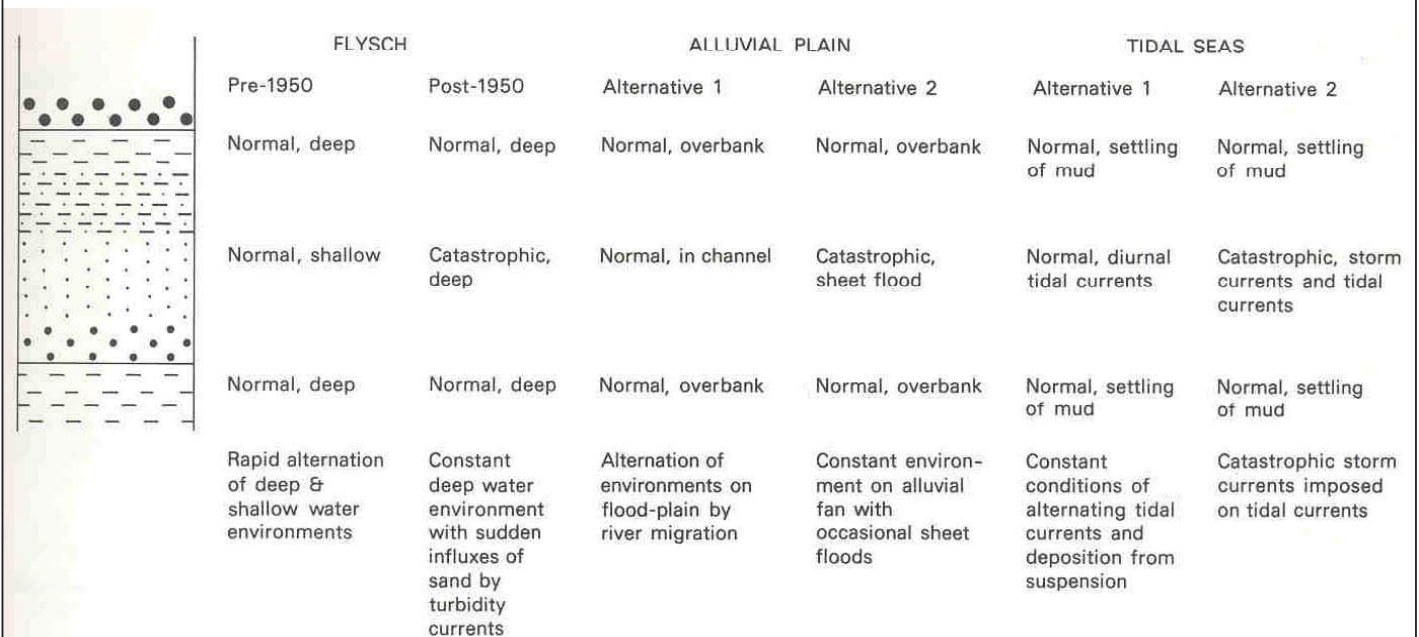 FLYSCH ALLUVIAL PLAIN TIDAL SEAS
Pre-1950 Post-1950 Alternative 1 Alternative 2 Alternative 1 Alternative 2
Normal, deep Normal, deep Normal, overbank Normal, overbank Normal, settling Normal, settling
of mud of mud
Normal, shallow Catastrophic, Normal, in channel Catastrophic, Normal, diurnal Catastrophic, storm
deep sheet flood tidal currents currents and tidal
currents
Normal, deep Normal, deep Normal, overbank Normal, overbank Normal, settling Normal, settling
of mud of mud
Rapid alternation Constant Alternation of Constant environ- Constant Catastrophic storm
of deep & deep water environments on ment on alluvial conditions of currents imposed
shallow water environment flood-plain by fan with alternating tidal on tidal currents
environments with sudden river migration occasional sheet currents and
influxes of floods deposition from
sand by suspension
turbidity
currents